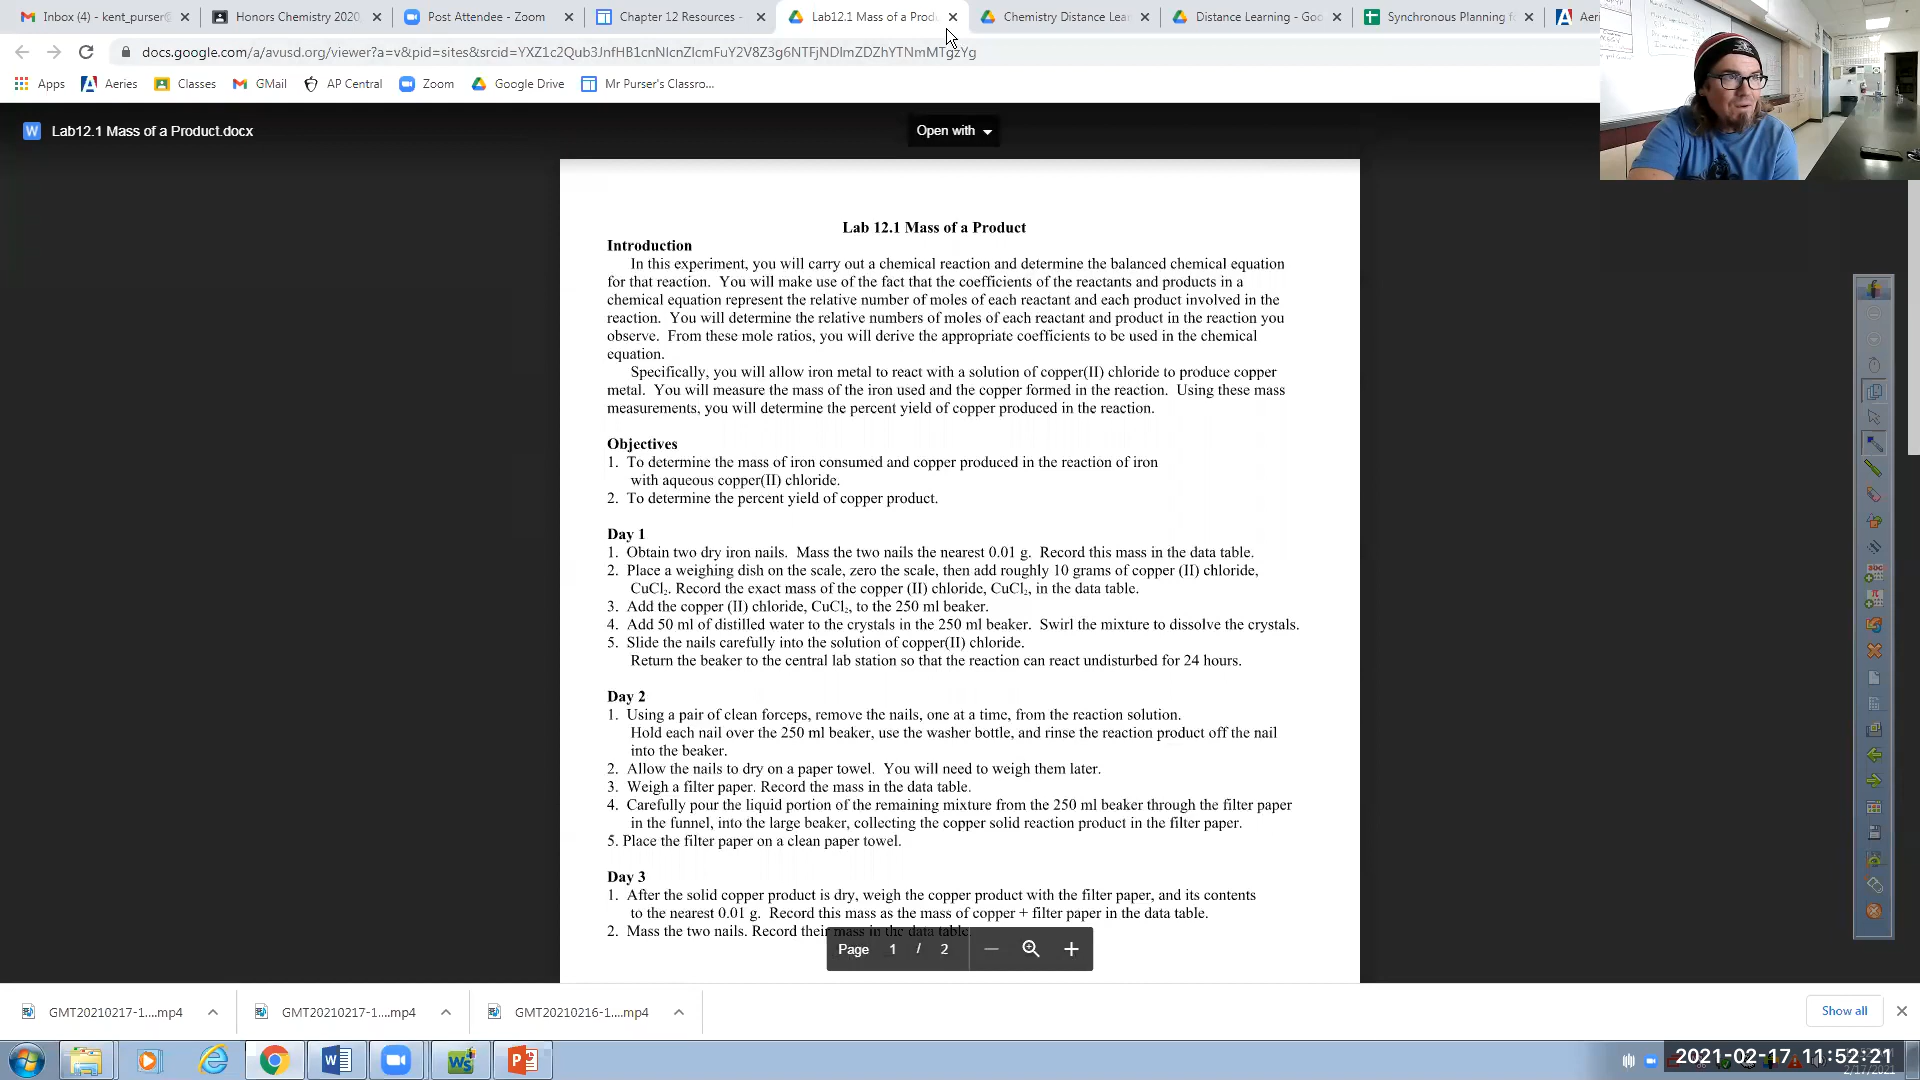 Inbox (4) - kent_purser@
Honors Chemistry 2020
Post Attendee - Zoom
Chapter 12 Resources -
Lab12.1 Mass of a Produ
Chemistry Distance Lea
Distance Learning - Goo
Synchronous Planning f
Aeri
docs.google.com/a/avusd.org/viewer?a=v&pid=sites&srcid=YXZ1c2Qub3JnfHB1cnNlcnZlcmFuY2V8Z3g6NTFjNDlmZDZhYTNmMTgzYg
Apps
Aeries
Classes
GMail
AP Central
Zoom
Google Drive
Mr Purser's Classro...
Lab12.1 Mass of a Product.docx
Open with
Lab 12.1 Mass of a Product
Introduction
In this experiment, you will carry out a chemical reaction and determine the balanced chemical equation
for that reaction. You will make use of the fact that the coefficients of the reactants and products in a
chemical equation represent the relative number of moles of each reactant and each product involved in the
reaction. You will determine the relative numbers of moles of each reactant and product in the reaction you
observe. From these mole ratios, you will derive the appropriate coefficients to be used in the chemical
equation.
Specifically, you will allow iron metal to react with a solution of copper(II) chloride to produce copper
metal. You will measure the mass of the iron used and the copper formed in the reaction. Using these mass
measurements, you will determine the percent yield of copper produced in the reaction.
Objectives
1. To determine the mass of iron consumed and copper produced in the reaction of iron
with aqueous copper(II) chloride.
2. To determine the percent yield of copper product.
Day 1
1. Obtain two dry iron nails. Mass the two nails the nearest 0.01 g. Record this mass in the data table.
2. Place a weighing dish on the scale, zero the scale, then add roughly 10 grams of copper (II) chloride,
CuCl₂. Record the exact mass of the copper (II) chloride, CuCl₂, in the data table.
3. Add the copper (II) chloride, CuCl₂, to the 250 ml beaker.
4. Add 50 ml of distilled water to the crystals in the 250 ml beaker. Swirl the mixture to dissolve the crystals.
5. Slide the nails carefully into the solution of copper(II) chloride.
Return the beaker to the central lab station so that the reaction can react undisturbed for 24 hours.
Day 2
1. Using a pair of clean forceps, remove the nails, one at a time, from the reaction solution.
Hold each nail over the 250 ml beaker, use the washer bottle, and rinse the reaction product off the nail
into the beaker.
2. Allow the nails to dry on a paper towel. You will need to weigh them later.
3. Weigh a filter paper. Record the mass in the data table.
4. Carefully pour the liquid portion of the remaining mixture from the 250 ml beaker through the filter paper
in the funnel, into the large beaker, collecting the copper solid reaction product in the filter paper.
5. Place the filter paper on a clean paper towel.
Day 3
1. After the solid copper product is dry, weigh the copper product with the filter paper, and its contents
to the nearest 0.01 g. Record this mass as the mass of copper + filter paper in the data table.
2. Mass the two nails. Record their mass in the data table.
Page 1 / 2
GMT20210217-1....mp4
GMT20210217-1....mp4
GMT20210216-1....mp4
Show all
2021-02-17 11:52:21
2/17/2021